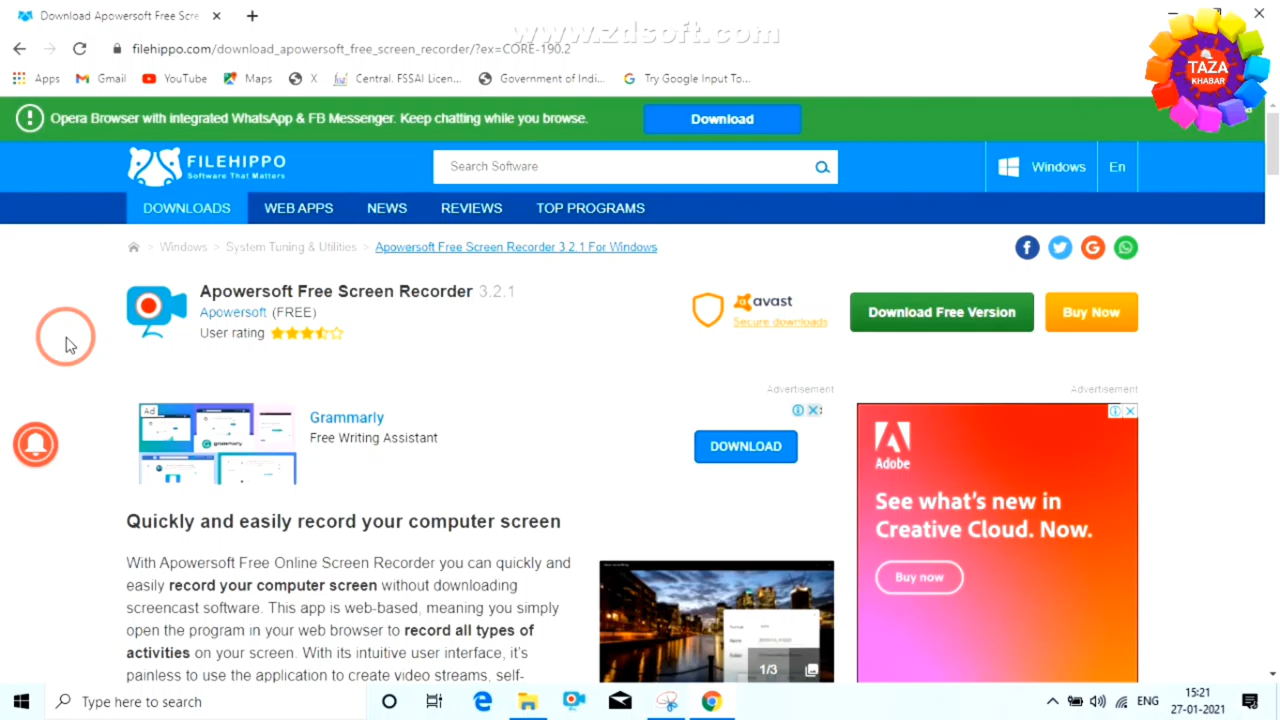 Download Apowersoft Free Scre
www.zdsoft.com
filehippo.com/download_apowersoft_free_screen_recorder/?ex=CORE-190.2
TAZA
KHABAR
Apps Gmail YouTube Maps X Central. FSSAI Licen... Government of Indi... Try Google Input To...
Opera Browser with integrated WhatsApp & FB Messenger. Keep chatting while you browse. Download
FILEHIPPO
Software That Matters
Search Software
Windows En
DOWNLOADS WEB APPS NEWS REVIEWS TOP PROGRAMS
> Windows > System Tuning & Utilities > Apowersoft Free Screen Recorder 3.2.1 For Windows
Apowersoft Free Screen Recorder 3.2.1
Apowersoft (FREE)
User rating
avast
Secure downloads
Download Free Version Buy Now
Advertisement Advertisement
Ad
grammarly
Grammarly
Free Writing Assistant
DOWNLOAD
Adobe
See what's new in
Creative Cloud. Now.
Buy now
Quickly and easily record your computer screen
With Apowersoft Free Online Screen Recorder you can quickly and
easily record your computer screen without downloading
screencast software. This app is web-based, meaning you simply
open the program in your web browser to record all types of
activities on your screen. With its intuitive user interface, it's
painless to use the application to create video streams, self-
1/3
Type here to search
ENG
15:21
27-01-2021